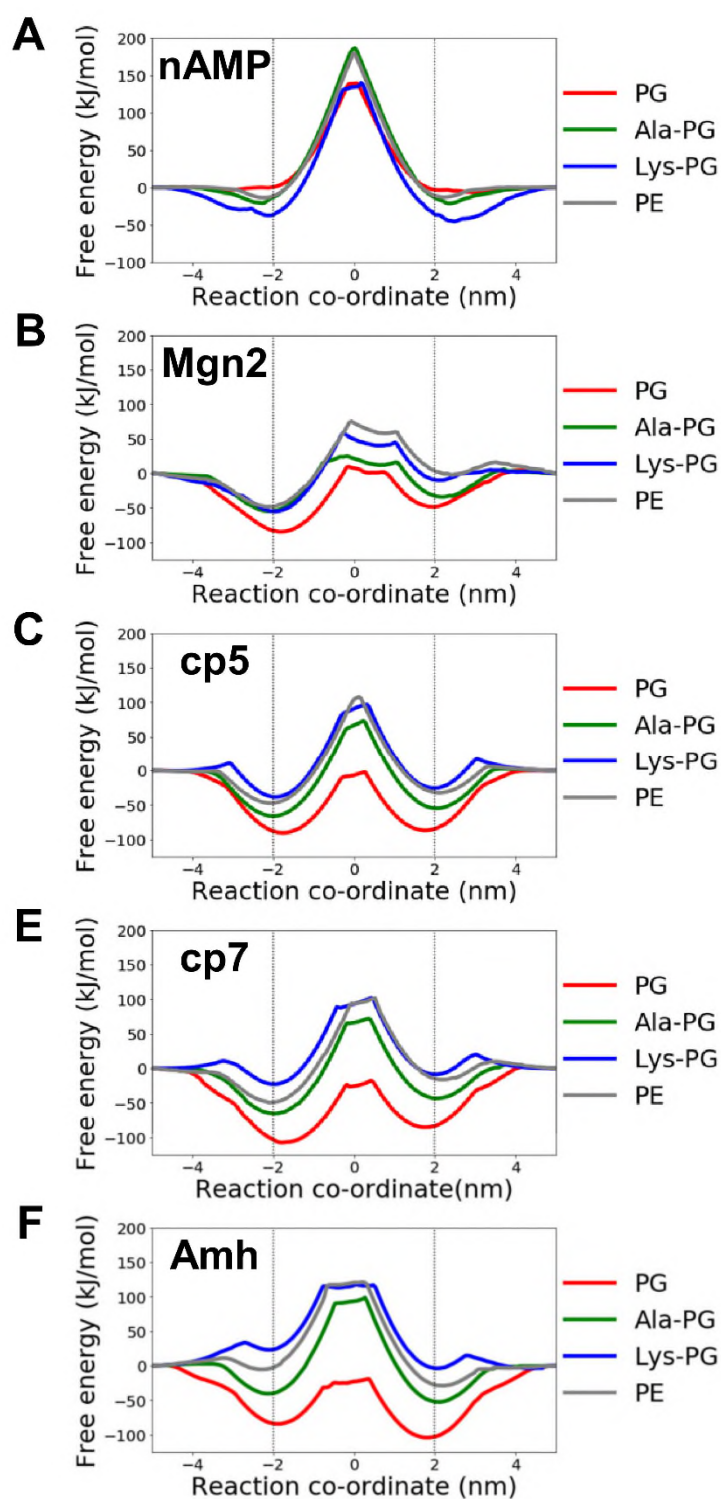 A
nAMP
Free energy (kJ/mol)
200
150
100
50
0
−50
−100
−4
−2
0
2
4
Reaction co-ordinate (nm)
PG
Ala-PG
Lys-PG
PE
B
Mgn2
Free energy (kJ/mol)
200
150
100
50
0
−50
−100
−4
−2
0
2
4
Reaction co-ordinate (nm)
PG
Ala-PG
Lys-PG
PE
C
cp5
Free energy (kJ/mol)
200
150
100
50
0
−50
−100
−4
−2
0
2
4
Reaction co-ordinate (nm)
PG
Ala-PG
Lys-PG
PE
E
cp7
Free energy (kJ/mol)
200
150
100
50
0
−50
−100
−4
−2
0
2
4
Reaction co-ordinate(nm)
PG
Ala-PG
Lys-PG
PE
F
Amh
Free energy (kJ/mol)
200
150
100
50
0
−50
−100
−4
−2
0
2
4
Reaction co-ordinate (nm)
PG
Ala-PG
Lys-PG
PE